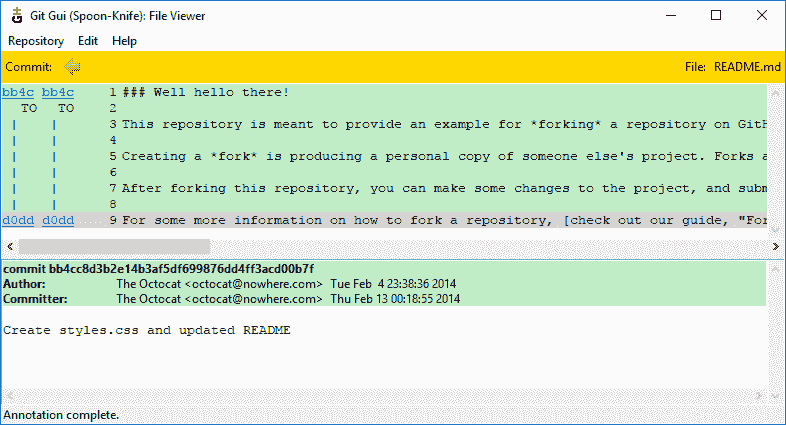 Git Gui (Spoon-Knife): File Viewer
Repository Edit Help
Commit: File: README.md
bb4c bb4c 1 ### Well hello there!
TO TO 2
| | 3 This repository is meant to provide an example for *forking* a repository on GitH
| | 4
| | 5 Creating a *fork* is producing a personal copy of someone else's project. Forks a
| | 6
| | 7 After forking this repository, you can make some changes to the project, and subm
| | 8
d0dd d0dd 9 For some more information on how to fork a repository, [check out our guide, "For
commit bb4cc8d3b2e14b3af5df699876dd4ff3acd00b7f
Author: The Octocat <octocat@nowhere.com> Tue Feb 4 23:38:36 2014
Committer: The Octocat <octocat@nowhere.com> Thu Feb 13 00:18:55 2014
Create styles.css and updated README
Annotation complete.